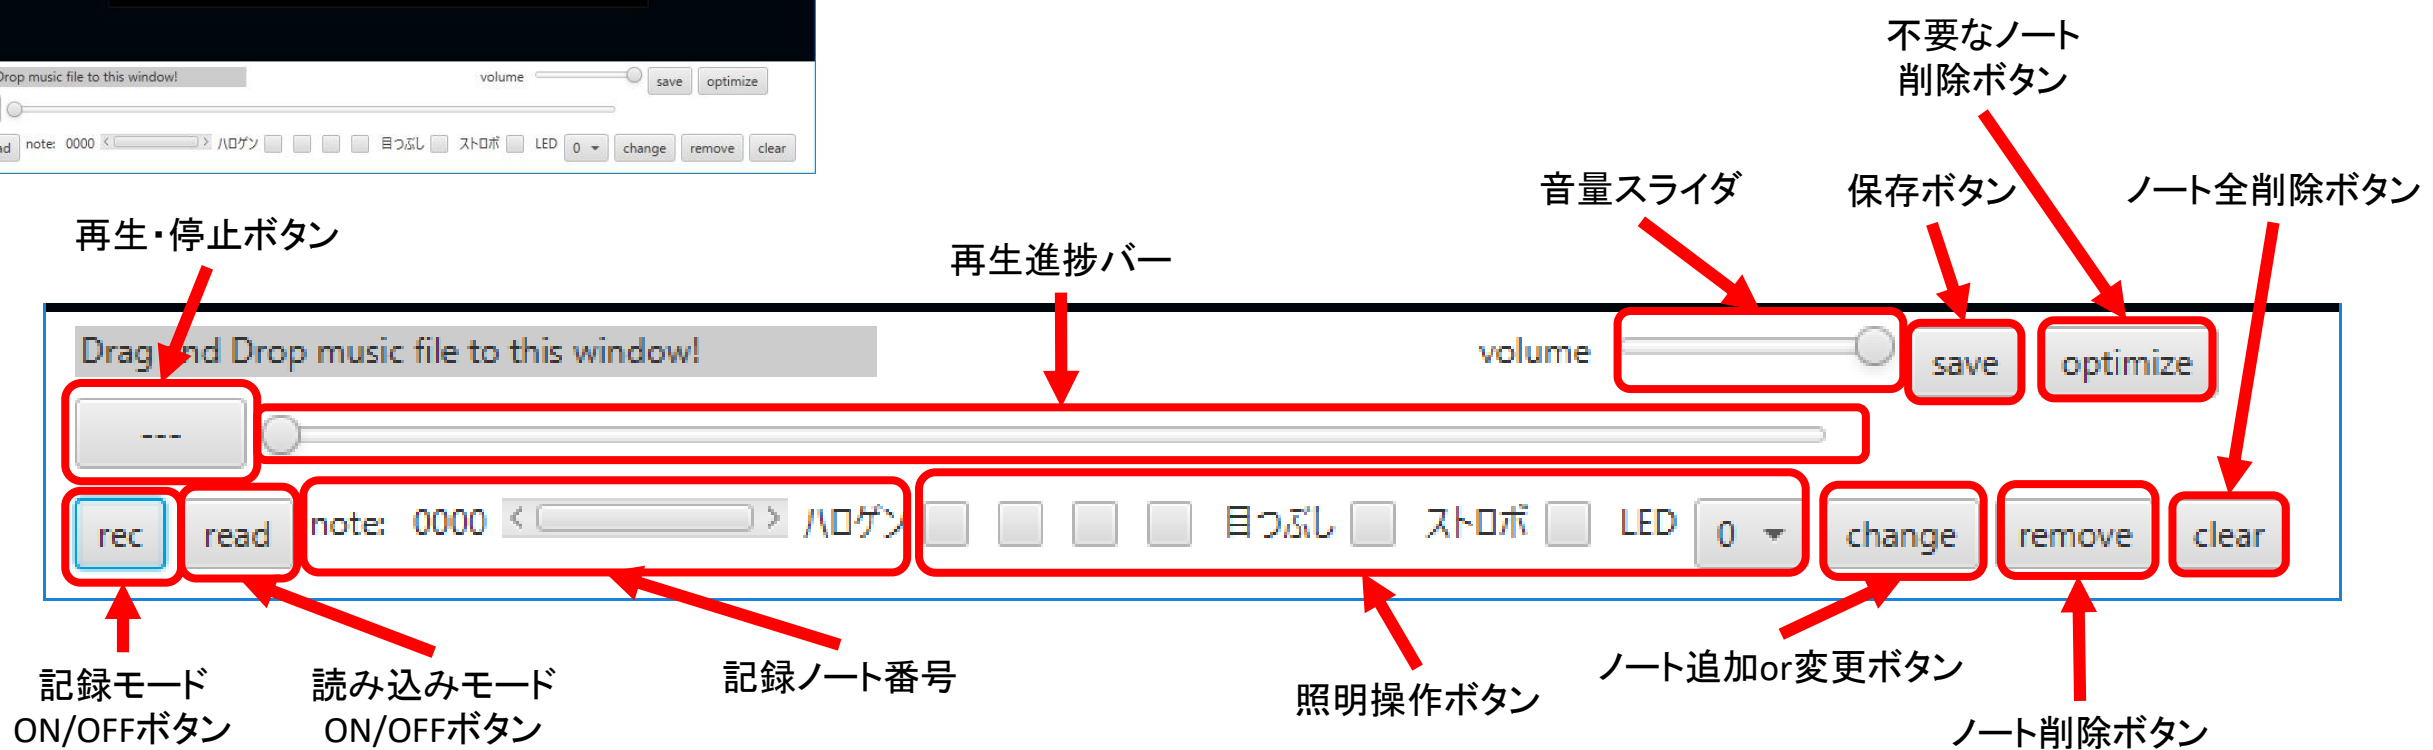 Drop music file to this window!
volume
save
optimize
note: 0000
ハロゲン
目つぶし
ストロボ
LED
0
change
remove
clear
不要なノート
削除ボタン
音量スライダ
保存ボタン
ノート全削除ボタン
再生・停止ボタン
再生進捗バー
Drag and Drop music file to this window!
volume
save
optimize
---
rec
read
note: 0000
ハロゲン
目つぶし
ストロボ
LED
0
change
remove
clear
記録モード
ON/OFFボタン
読み込みモード
ON/OFFボタン
記録ノート番号
照明操作ボタン
ノート追加or変更ボタン
ノート削除ボタン